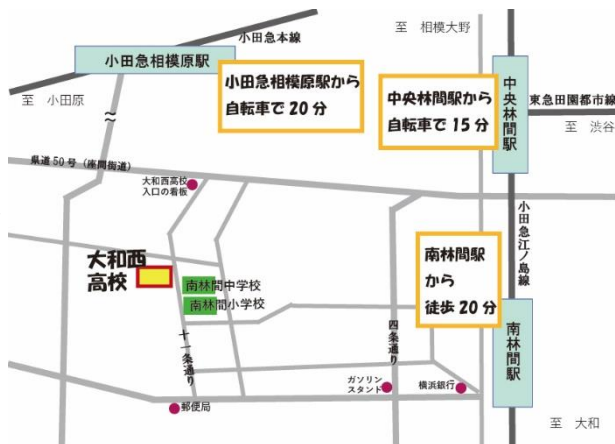 小田急本線
至 相模大野
小田急相模原駅
至 小田原
小田急相模原駅から
自転車で20分
中央林間駅から
自転車で15分
中央林間駅
東急田園都市線
至 渋谷
県道50号(座間街道)
大和西高校
入口の看板
小田急江ノ島線
大和西
高校
南林間中学校
南林間小学校
南林間駅
から
徒歩20分
十一条通り
四条通り
南林間駅
ガソリン
スタンド
横浜銀行
郵便局
至 大和